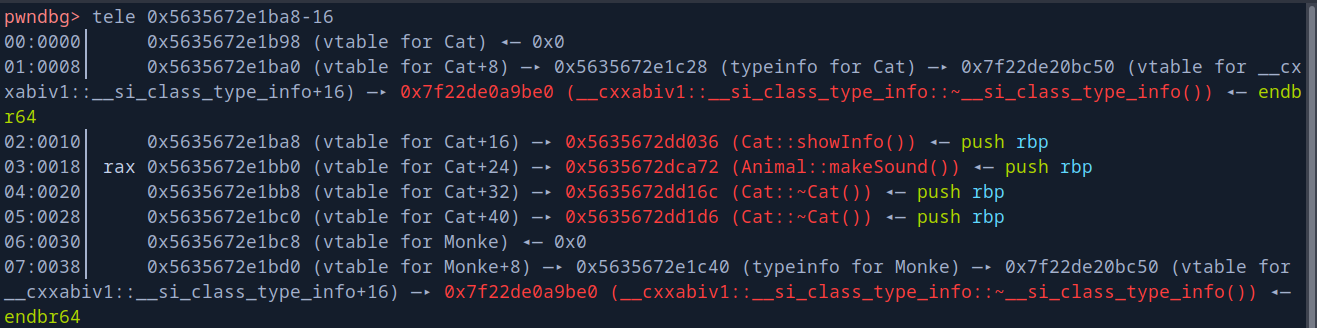 pwndbg> tele 0x5635672e1ba8-16
00:0000│     0x5635672e1b98 (vtable for Cat) ◂— 0x0
01:0008│     0x5635672e1ba0 (vtable for Cat+8) —▸ 0x5635672e1c28 (typeinfo for Cat) —▸ 0x7f22de20bc50 (vtable for __cx
xabiv1::__si_class_type_info+16) —▸ 0x7f22de0a9be0 (__cxxabiv1::__si_class_type_info::~__si_class_type_info()) ◂— endb
r64
02:0010│     0x5635672e1ba8 (vtable for Cat+16) —▸ 0x5635672dd036 (Cat::showInfo()) ◂— push rbp
03:0018│ rax 0x5635672e1bb0 (vtable for Cat+24) —▸ 0x5635672dca72 (Animal::makeSound()) ◂— push rbp
04:0020│     0x5635672e1bb8 (vtable for Cat+32) —▸ 0x5635672dd16c (Cat::~Cat()) ◂— push rbp
05:0028│     0x5635672e1bc0 (vtable for Cat+40) —▸ 0x5635672dd1d6 (Cat::~Cat()) ◂— push rbp
06:0030│     0x5635672e1bc8 (vtable for Monke) ◂— 0x0
07:0038│     0x5635672e1bd0 (vtable for Monke+8) —▸ 0x5635672e1c40 (typeinfo for Monke) —▸ 0x7f22de20bc50 (vtable for
__cxxabiv1::__si_class_type_info+16) —▸ 0x7f22de0a9be0 (__cxxabiv1::__si_class_type_info::~__si_class_type_info()) ◂—
endbr64